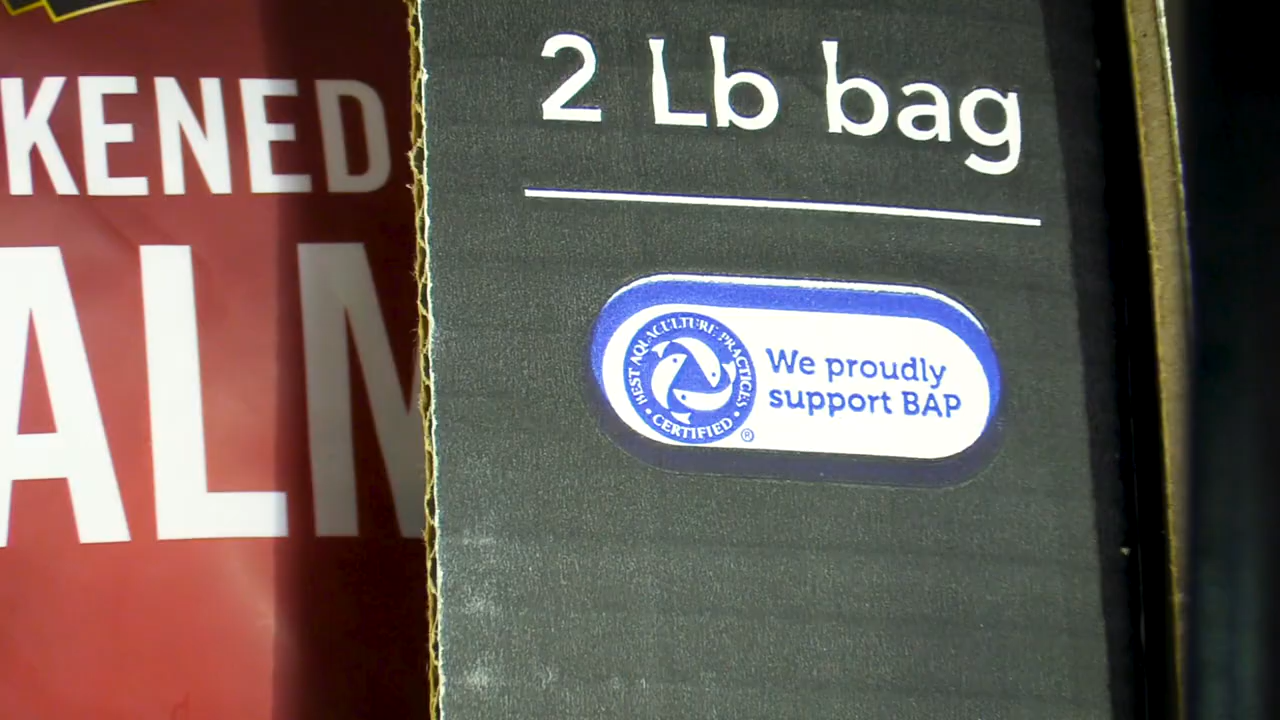 KENED
ALM
2 Lb bag
BEST AQUACULTURE PRACTICES
• CERTIFIED •
®
We proudly
support BAP